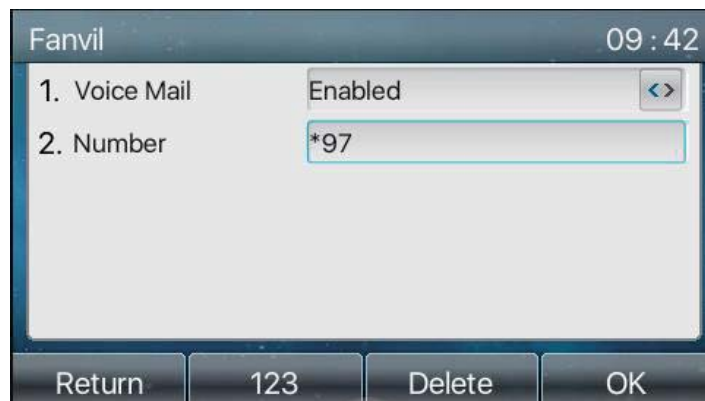 Fanvil 09:42
1. Voice Mail Enabled <>
2. Number *97
Return 123 Delete OK